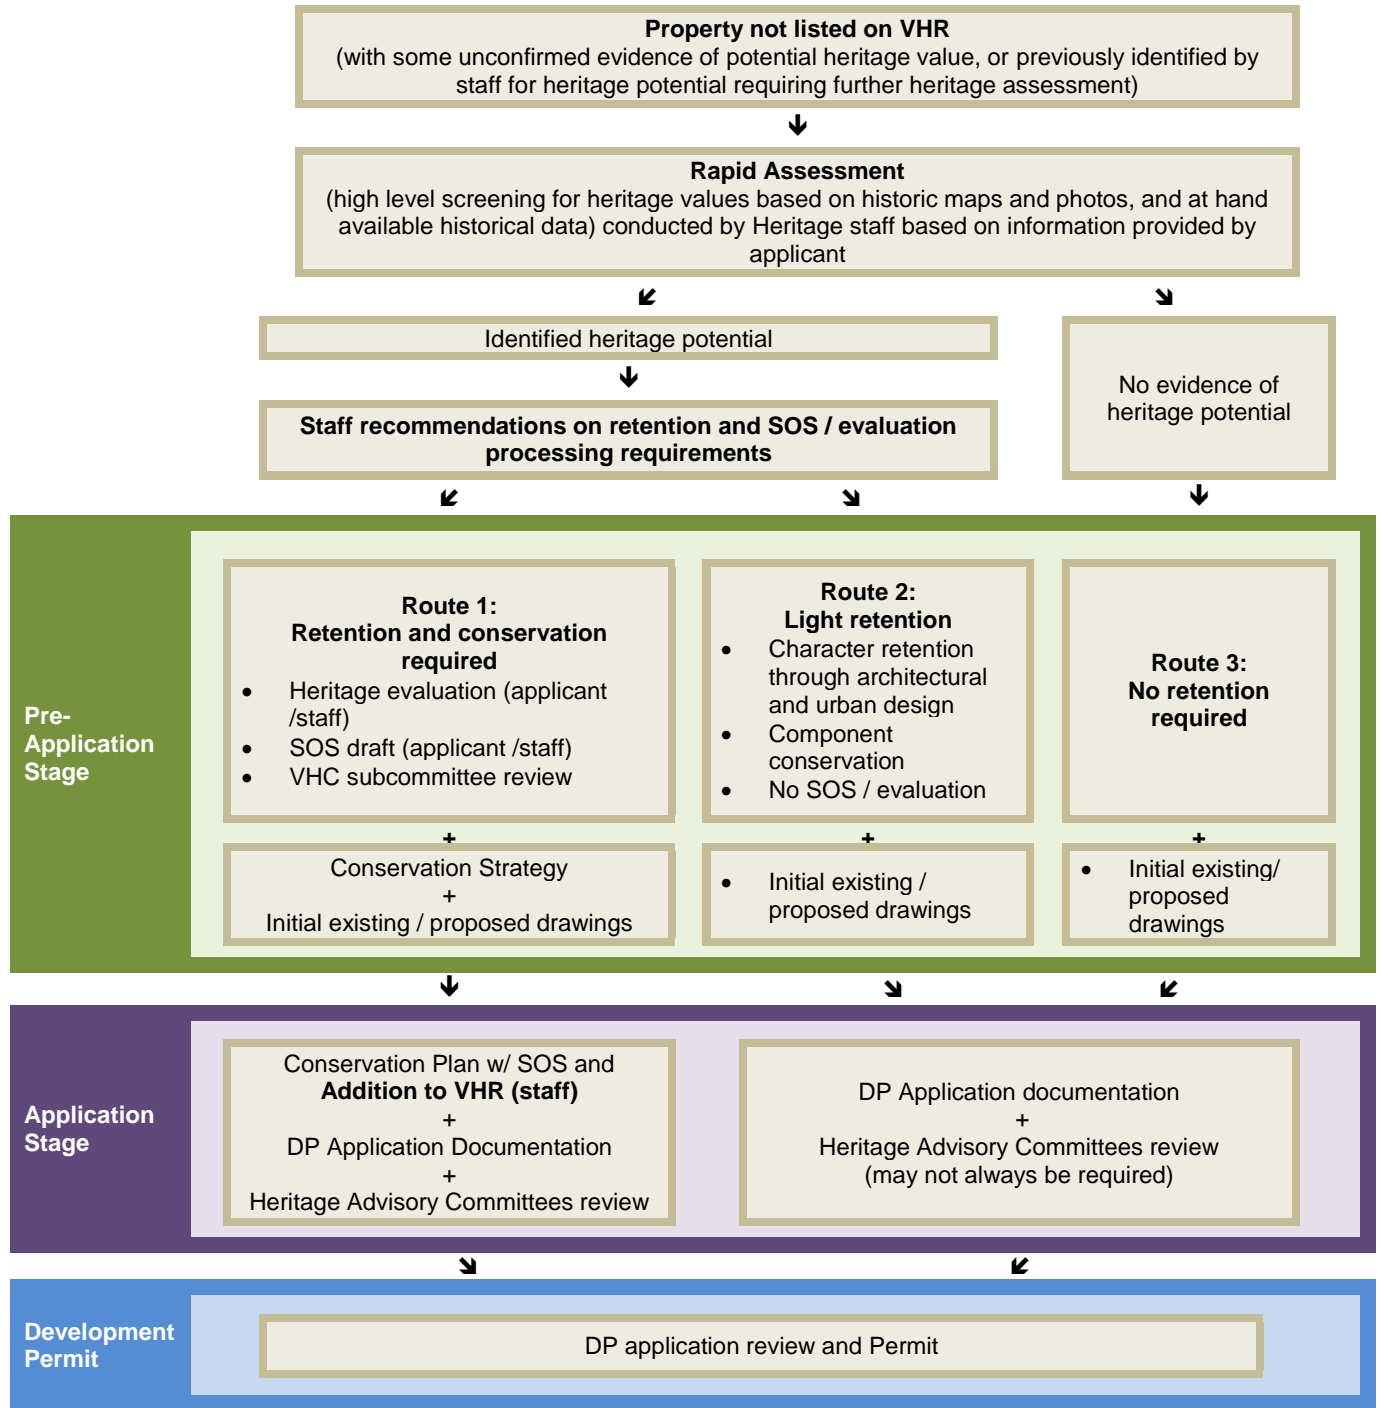 Property not listed on VHR
(with some unconfirmed evidence of potential heritage value, or previously identified by
staff for heritage potential requiring further heritage assessment)
Rapid Assessment
(high level screening for heritage values based on historic maps and photos, and at hand
available historical data) conducted by Heritage staff based on information provided by
applicant
Identified heritage potential
No evidence of
heritage potential
Staff recommendations on retention and SOS / evaluation
processing requirements
Pre-
Application
Stage
Route 1:
Retention and conservation
required
• Heritage evaluation (applicant
/staff)
• SOS draft (applicant /staff)
• VHC subcommittee review
+
Conservation Strategy
+
Initial existing / proposed drawings
Route 2:
Light retention
• Character retention
through architectural
and urban design
• Component
conservation
• No SOS / evaluation
+
• Initial existing /
proposed drawings
Route 3:
No retention
required
+
• Initial existing/
proposed
drawings
Application
Stage
Conservation Plan w/ SOS and
Addition to VHR (staff)
+
DP Application Documentation
+
Heritage Advisory Committees review
DP Application documentation
+
Heritage Advisory Committees review
(may not always be required)
Development
Permit
DP application review and Permit